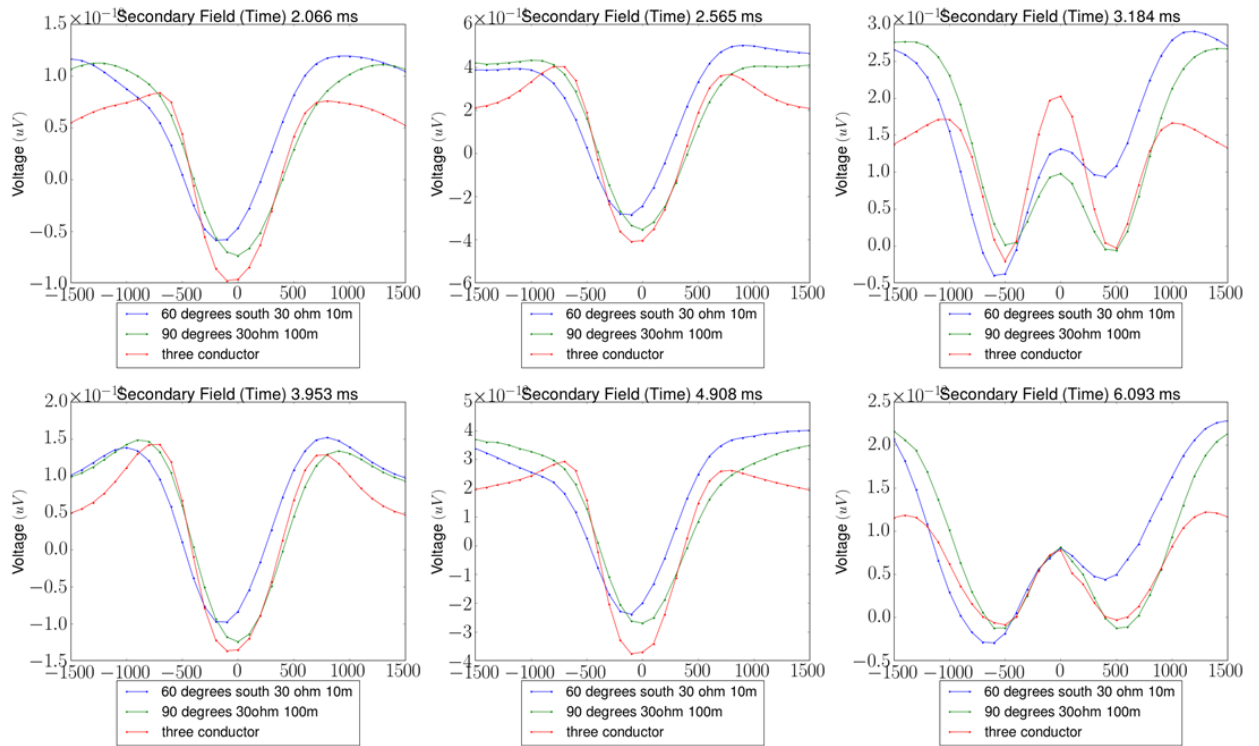 1.5×10 Secondary Field (Time) 2.066 ms
1.0
0.5
0.0
−0.5
−1.0
Voltage (uV)
−1500 −1000 −500 0 500 1000 1500
60 degrees south 30 ohm 10m
90 degrees 30ohm 100m
three conductor
6×10 Secondary Field (Time) 2.565 ms
4
2
0
−2
−4
−6
Voltage (uV)
−1500 −1000 −500 0 500 1000 1500
60 degrees south 30 ohm 10m
90 degrees 30ohm 100m
three conductor
3.0×10 Secondary Field (Time) 3.184 ms
2.5
2.0
1.5
1.0
0.5
0.0
−0.5
Voltage (uV)
−1500 −1000 −500 0 500 1000 1500
60 degrees south 30 ohm 10m
90 degrees 30ohm 100m
three conductor
2.0×10 Secondary Field (Time) 3.953 ms
1.5
1.0
0.5
0.0
−0.5
−1.0
−1.5
Voltage (uV)
−1500 −1000 −500 0 500 1000 1500
60 degrees south 30 ohm 10m
90 degrees 30ohm 100m
three conductor
5×10 Secondary Field (Time) 4.908 ms
4
3
2
1
0
−1
−2
−3
−4
Voltage (uV)
−1500 −1000 −500 0 500 1000 1500
60 degrees south 30 ohm 10m
90 degrees 30ohm 100m
three conductor
2.5×10 Secondary Field (Time) 6.093 ms
2.0
1.5
1.0
0.5
0.0
−0.5
Voltage (uV)
−1500 −1000 −500 0 500 1000 1500
60 degrees south 30 ohm 10m
90 degrees 30ohm 100m
three conductor